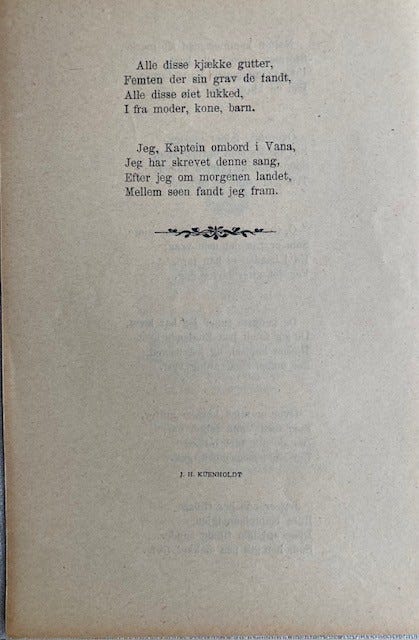 Alle disse kjække gutter,
Femten der sin grav de fandt,
Alle disse øiet lukked,
I fra moder, kone, barn.
Jeg, Kaptein ombord i Vana,
Jeg har skrevet denne sang,
Efter jeg om morgenen landet,
Mellem søen fandt jeg fram.
J. H. KUENHOLDT